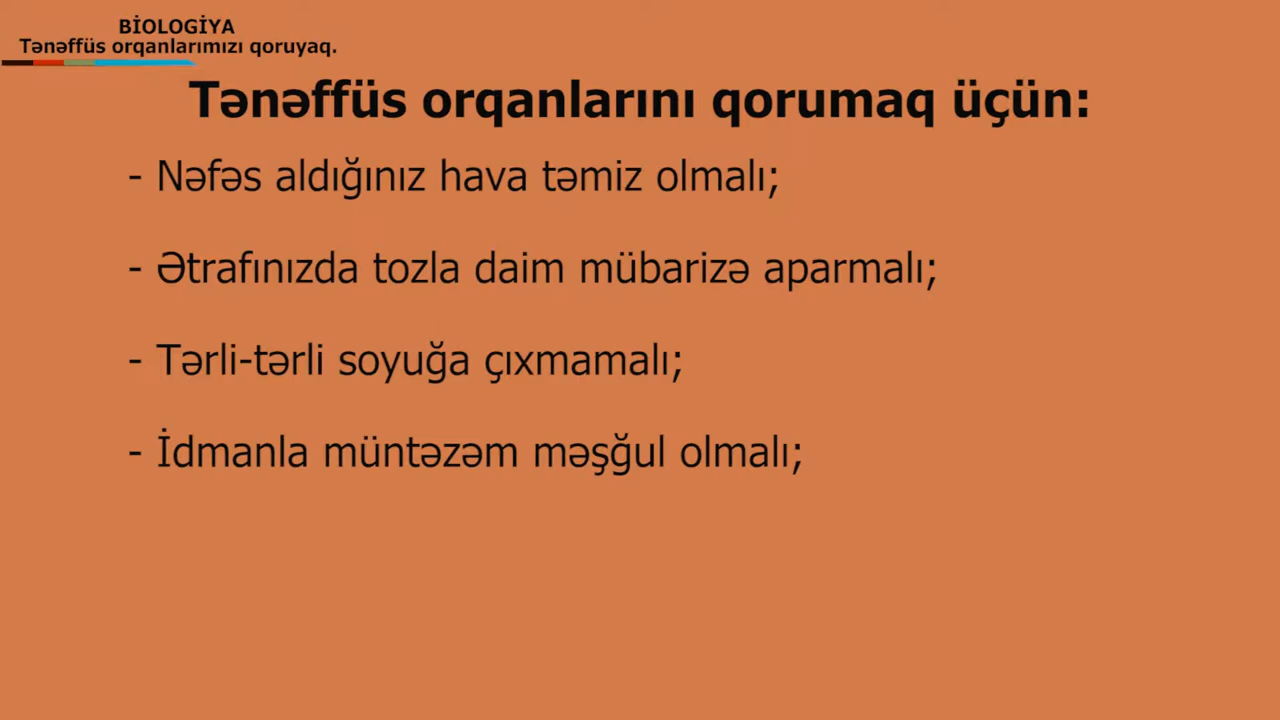 BİOLOGİYA
Tənəffüs orqanlarımızı qoruyaq.
Tənəffüs orqanlarını qorumaq üçün:
- Nəfəs aldığınız hava təmiz olmalı;
- Ətrafınızda tozla daim mübarizə aparmalı;
- Tərli-tərli soyuğa çıxmamalı;
- İdmanla müntəzəm məşğul olmalı;